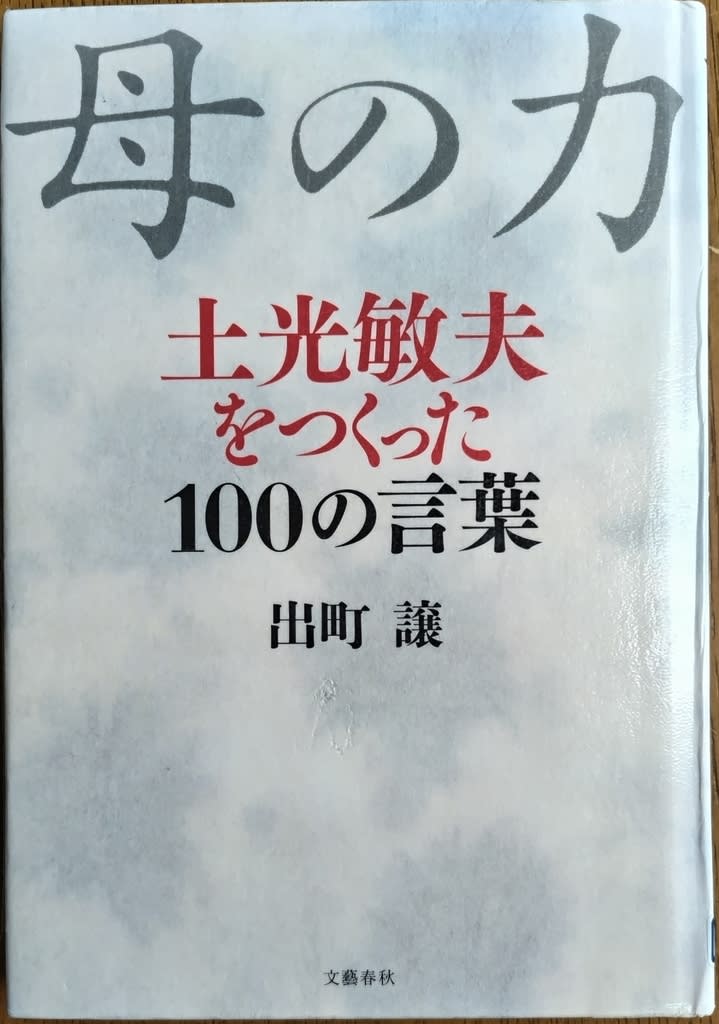 母の力
土光敏夫
をつくった
100の言葉
出町 譲
文藝春秋